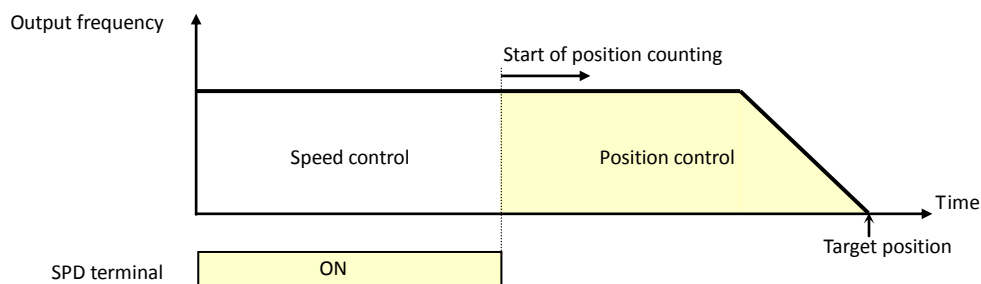 Output frequency
Start of position counting
Speed control
Position control
Time
Target position
SPD terminal
ON